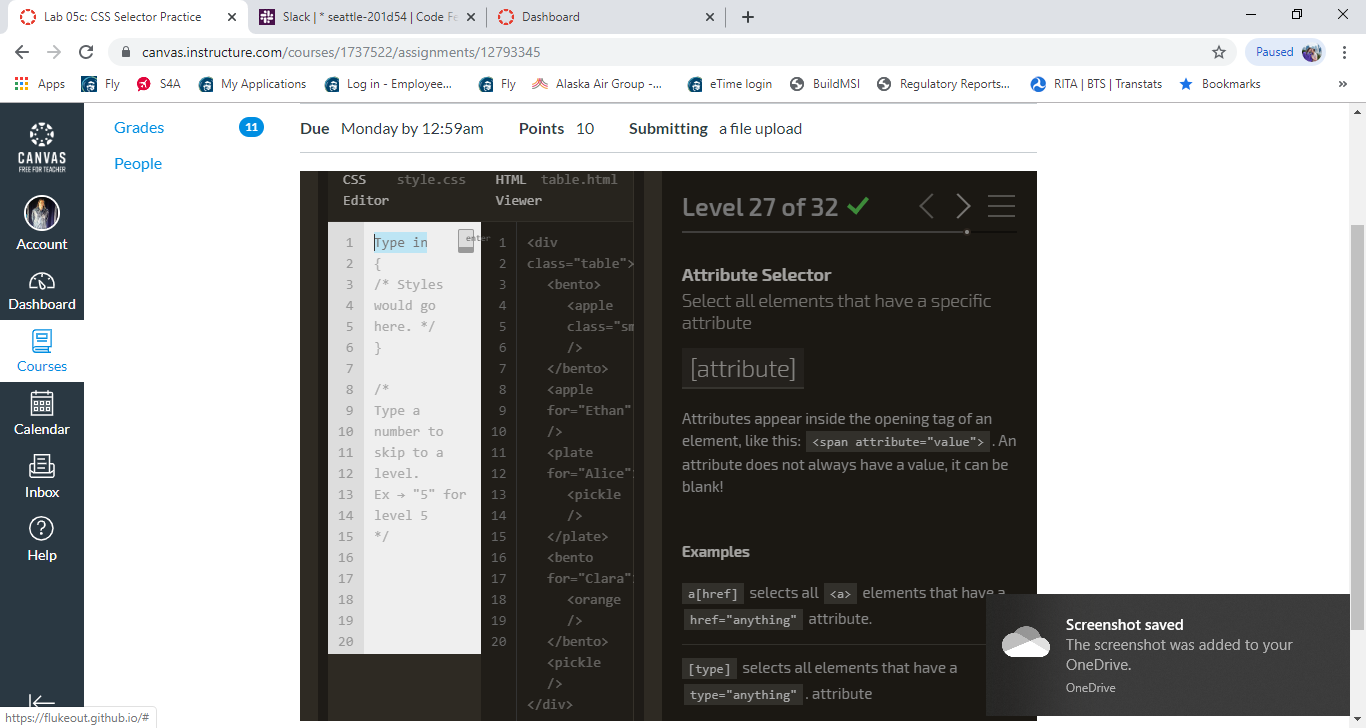 Lab 05c: CSS Selector Practice
Slack | * seattle-201d54 | Code Fe
Dashboard
canvas.instructure.com/courses/1737522/assignments/12793345
Paused
Apps
Fly
S4A
My Applications
Log in - Employee...
Fly
Alaska Air Group -...
eTime login
BuildMSI
Regulatory Reports...
RITA | BTS | Transtats
Bookmarks
»
CANVAS
FREE FOR TEACHER
Account
Dashboard
Courses
Calendar
Inbox
Help
Grades
11
People
Due Monday by 12:59am Points 10 Submitting a file upload
CSS style.css
Editor
HTML table.html
Viewer
1 Type in
enter
2 {
3 /* Styles
4 would go
5 here. */
6 }
7
8 /*
9 Type a
10 number to
11 skip to a
12 level.
13 Ex → "5" for
14 level 5
15 */
16
17
18
19
20
1 <div
2 class="table">
3 <bento>
4 <apple
5 class="sm
6 />
7 </bento>
8 <apple
9 for="Ethan"
10 />
11 <plate
12 for="Alice"
13 <pickle
14 />
15 </plate>
16 <bento
17 for="Clara"
18 <orange
19 />
20 </bento>
<pickle
/>
</div>
Level 27 of 32
Attribute Selector
Select all elements that have a specific
attribute
[attribute]
Attributes appear inside the opening tag of an
element, like this: <span attribute="value"> . An
attribute does not always have a value, it can be
blank!
Examples
a[href] selects all <a> elements that have a
href="anything" attribute.
[type] selects all elements that have a
type="anything" . attribute
Screenshot saved
The screenshot was added to your
OneDrive.
OneDrive
https://flukeout.github.io/#